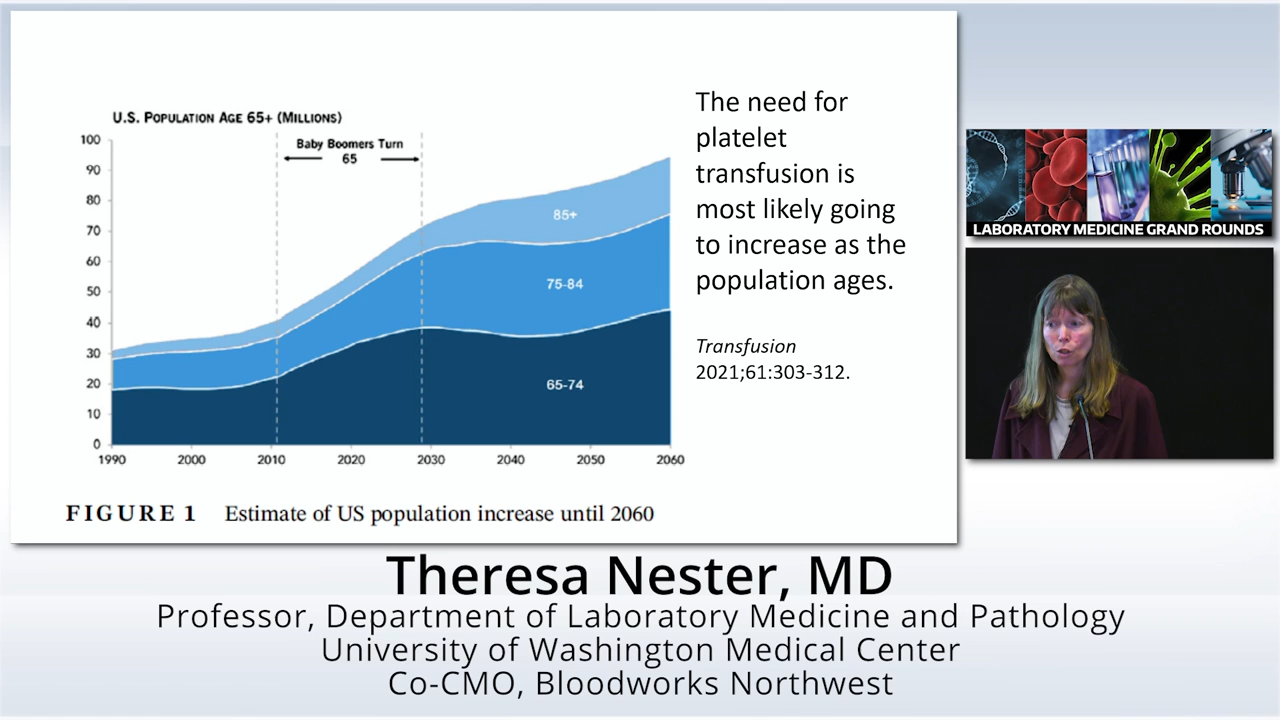 U.S. POPULATION AGE 65+ (MILLIONS)
100
90
80
70
60
50
40
30
20
10
0
Baby Boomers Turn
65
85+
75-84
65-74
1990 2000 2010 2020 2030 2040 2050 2060
FIGURE 1 Estimate of US population increase until 2060
The need for
platelet
transfusion is
most likely going
to increase as the
population ages.
Transfusion
2021;61:303-312.
LABORATORY MEDICINE GRAND ROUNDS
Theresa Nester, MD
Professor, Department of Laboratory Medicine and Pathology
University of Washington Medical Center
Co-CMO, Bloodworks Northwest